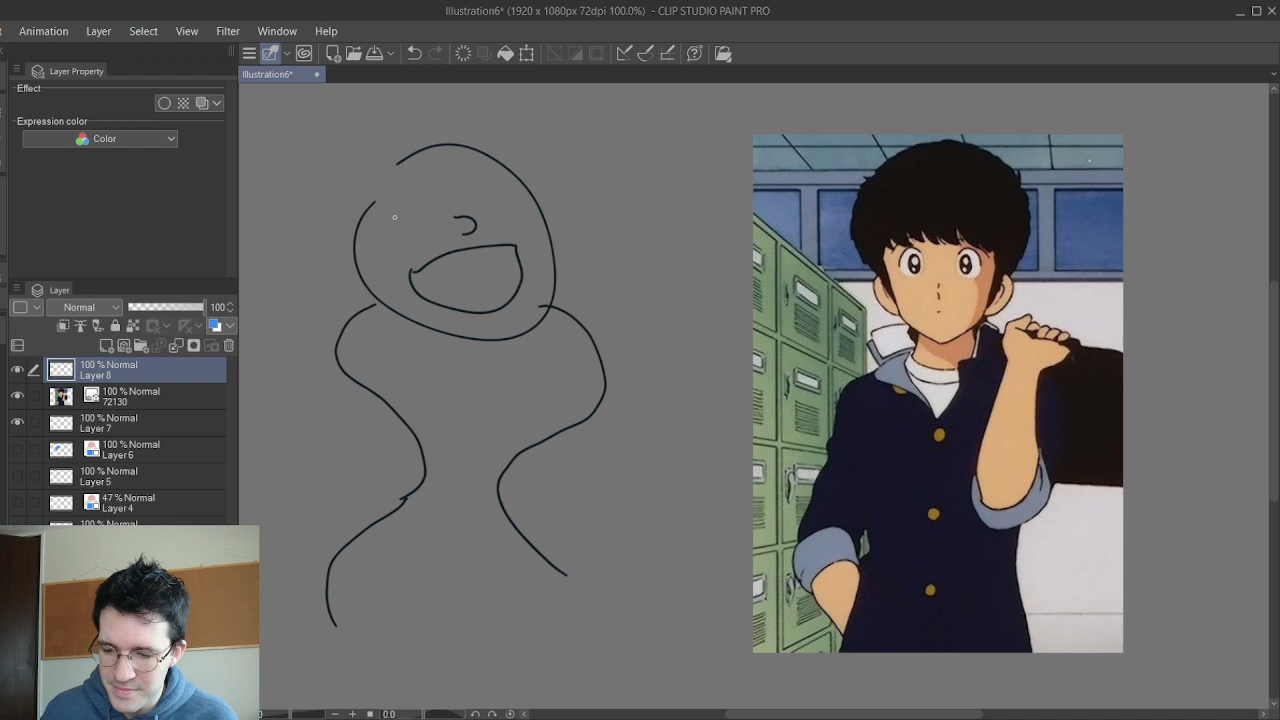 Illustration6* (1920 x 1080px 72dpi 100.0%) - CLIP STUDIO PAINT PRO
Animation Layer Select View Filter Window Help
Layer Property
Illustration6*
Effect
Expression color
Color
Layer
Normal 100
100 % Normal
Layer 8
100 % Normal
72130
100 % Normal
Layer 7
100 % Normal
Layer 6
100 % Normal
Layer 5
47 % Normal
Layer 4
100 % Normal
0.0